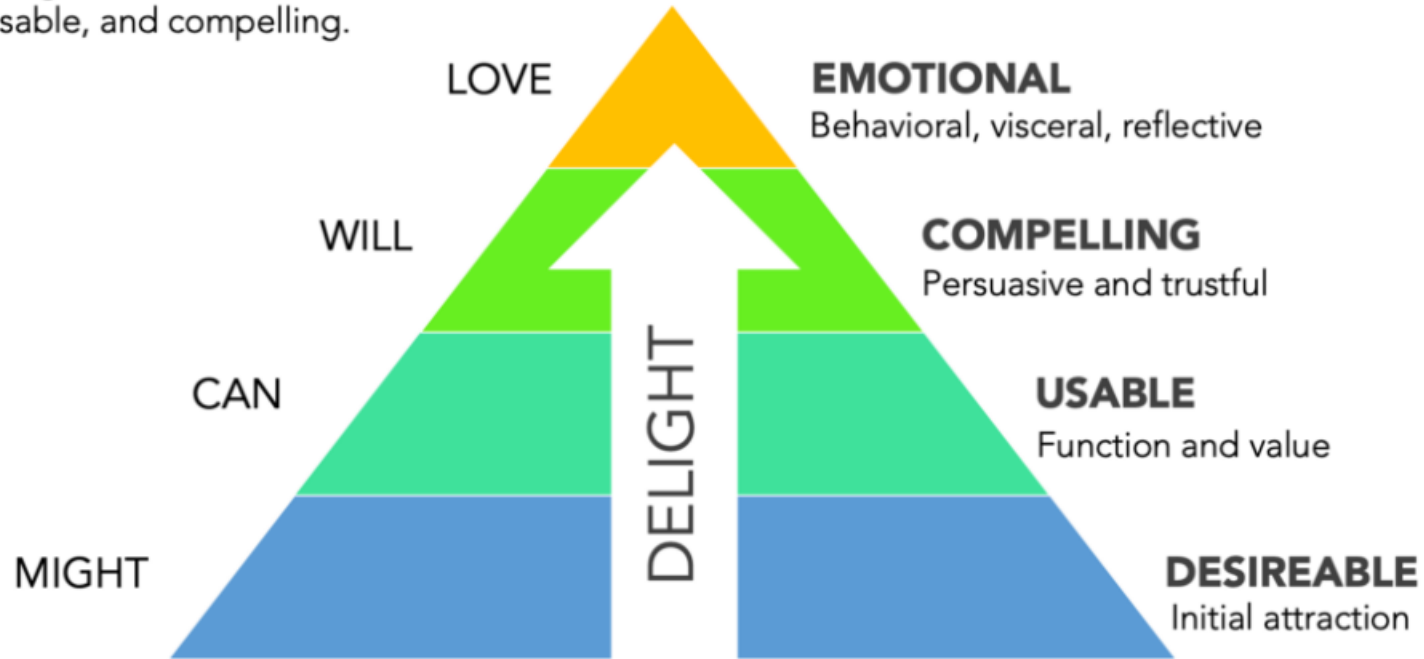 sable, and compelling.
LOVE
EMOTIONAL
Behavioral, visceral, reflective
WILL
COMPELLING
Persuasive and trustful
CAN
USABLE
Function and value
DELIGHT
MIGHT
DESIREABLE
Initial attraction